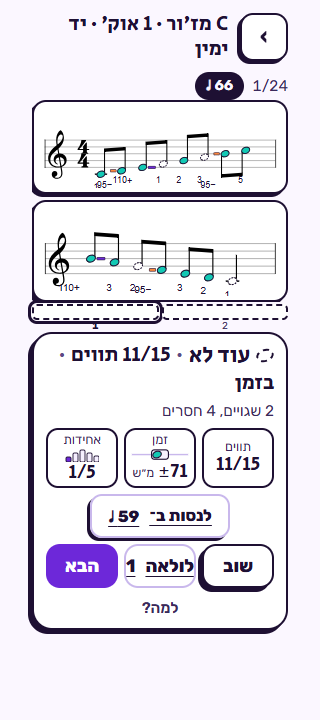 C מז׳ור · 1 אוק׳ · יד
ימין
1/24 ♩66
-95 +110 1 2 3 -95 5
+110 3 2 -95 3 2 1
1 2
עוד לא · 11/15 תווים ·
בזמן
2 שגויים, 4 חסרים
תווים זמן אחידות
11/15 ±71 מ״ש 1/5
לנסות ב־ ♩59
שוב לולאה 1 הבא
למה?